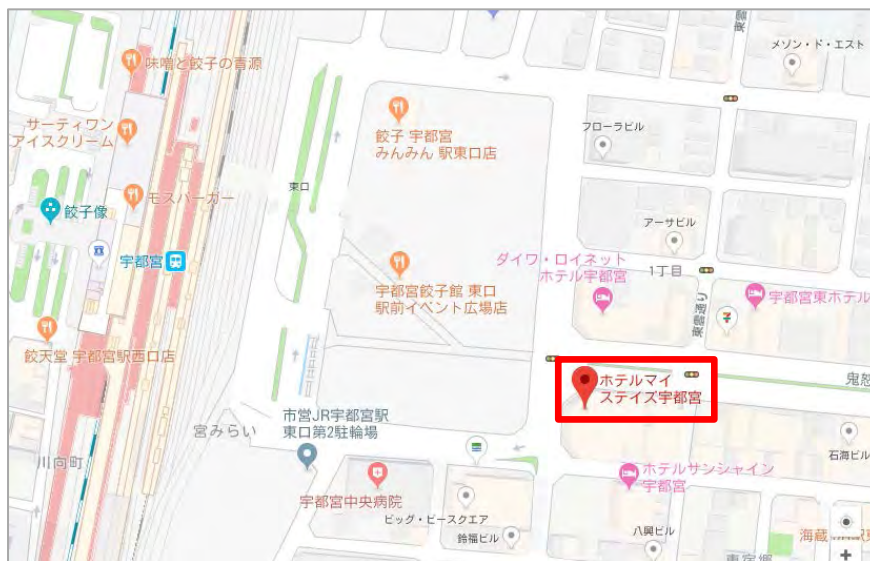 味噌と餃子の青源
サーティワン
アイスクリーム
モスバーガー
餃子像
宇都宮
餃天堂 宇都宮駅西口店
川向町
東口
餃子 宇都宮
みんみん 駅東口店
宇都宮餃子館 東口
駅前イベント広場店
市営JR宇都宮駅
東口第2駐輪場
宮みらい
宇都宮中央病院
ビッグ・ビースクエア
鈴福ビル
メゾン・ド・エスト
フローラビル
アーサビル
1丁目
ダイワ・ロイネット
ホテル宇都宮
東雲通り
宇都宮東ホテル
鬼怒
ホテルマイ
ステイズ宇都宮
石海ビル
ホテルサンシャイン
宇都宮
八興ビル
海蔵
東宿郷